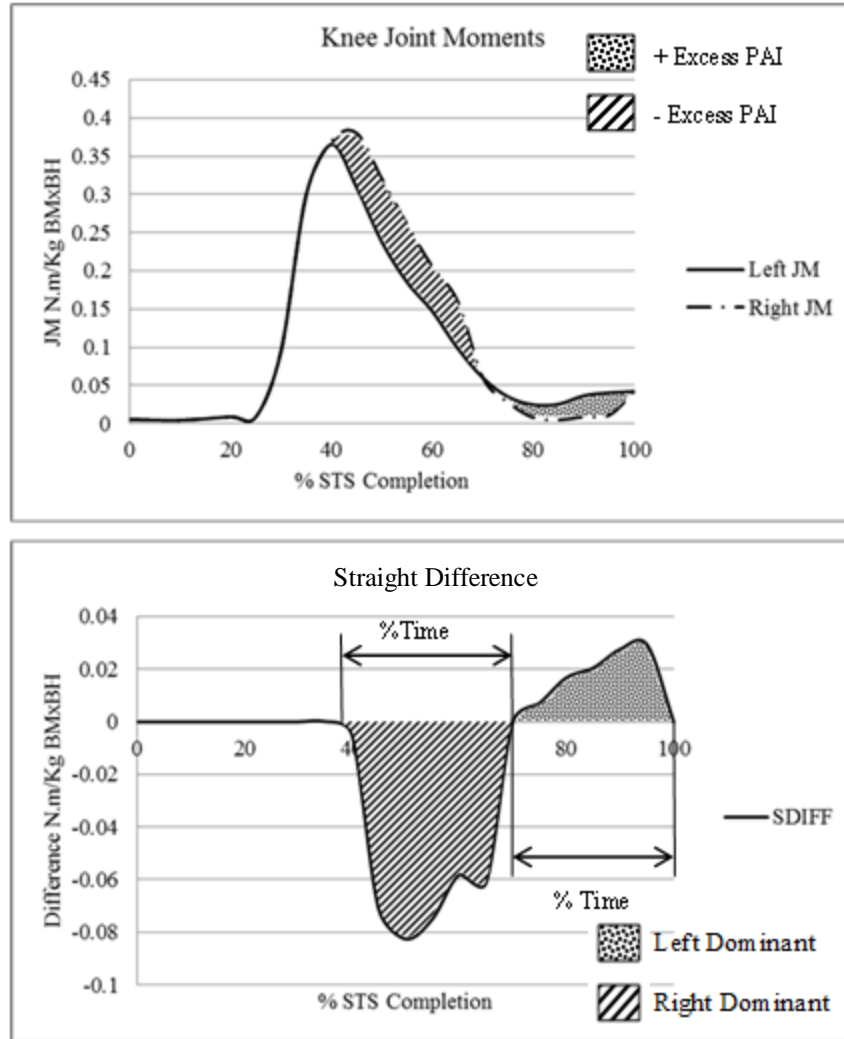 Knee Joint Moments
+ Excess PAI
- Excess PAI
0.45
0.4
0.35
0.3
0.25
0.2
0.15
0.1
0.05
0
JM N.m/Kg BMxBH
0 20 40 60 80 100
% STS Completion
Left JM
Right JM
Straight Difference
0.04
0.02
0
-0.02
-0.04
-0.06
-0.08
-0.1
Difference N.m/Kg BMxBH
%Time
0 40 80 100
SDIFF
% Time
Left Dominant
Right Dominant
% STS Completion